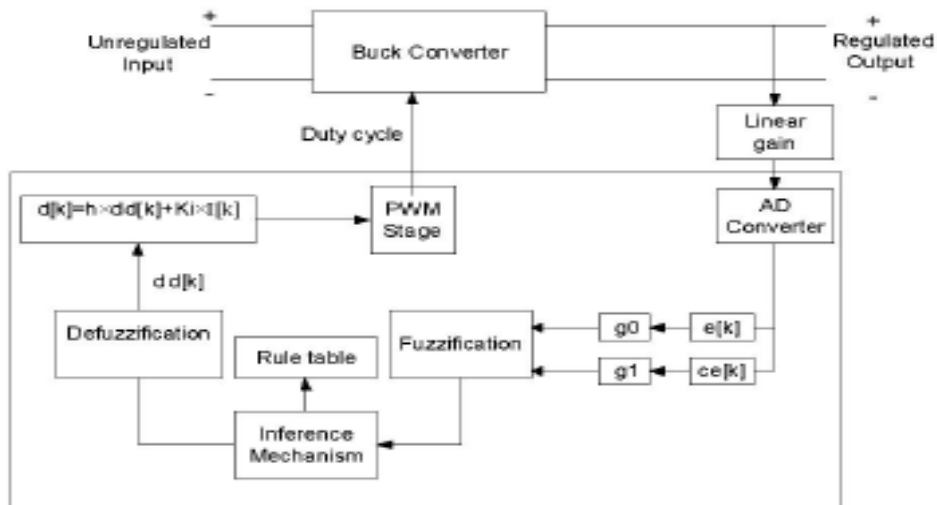 +
Unregulated
Input
-
Buck Converter
+
Regulated
Output
-
Duty cycle
Linear
gain
d[k]=h×dd[k]+Ki×I[k]
PWM
Stage
AD
Converter
dd[k]
Defuzzification
Rule table
Fuzzification
g0
e[k]
g1
ce[k]
Inference
Mechanism